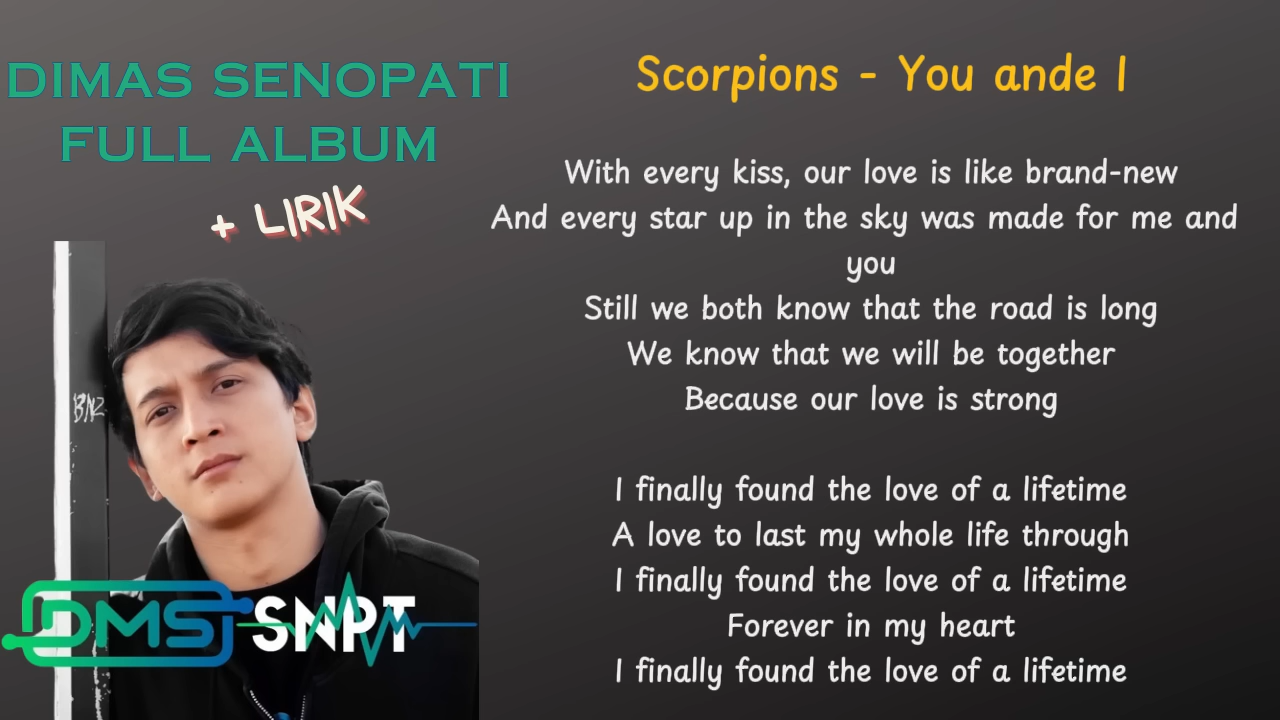 DIMAS SENOPATI
FULL ALBUM
+ LIRIK
BNZ
DMS SNPT
Scorpions - You ande I
With every kiss, our love is like brand-new
And every star up in the sky was made for me and
you
Still we both know that the road is long
We know that we will be together
Because our love is strong
I finally found the love of a lifetime
A love to last my whole life through
I finally found the love of a lifetime
Forever in my heart
I finally found the love of a lifetime